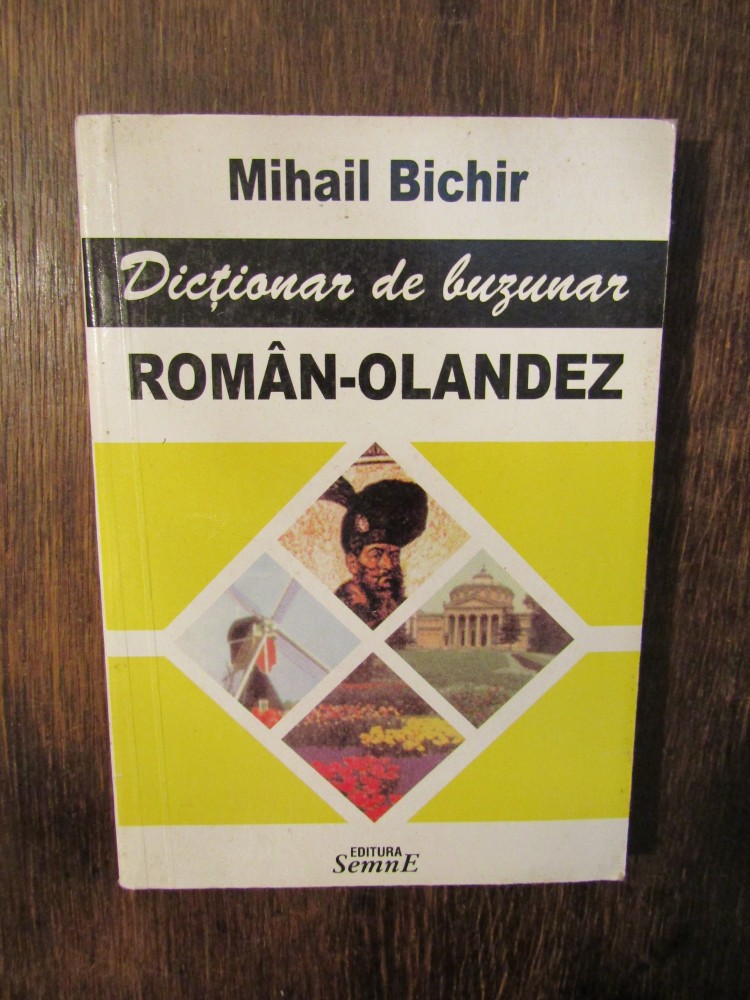 Mihail Bichir
Dicționar de buzunar
ROMÂN-OLANDEZ
EDITURA
SemnE